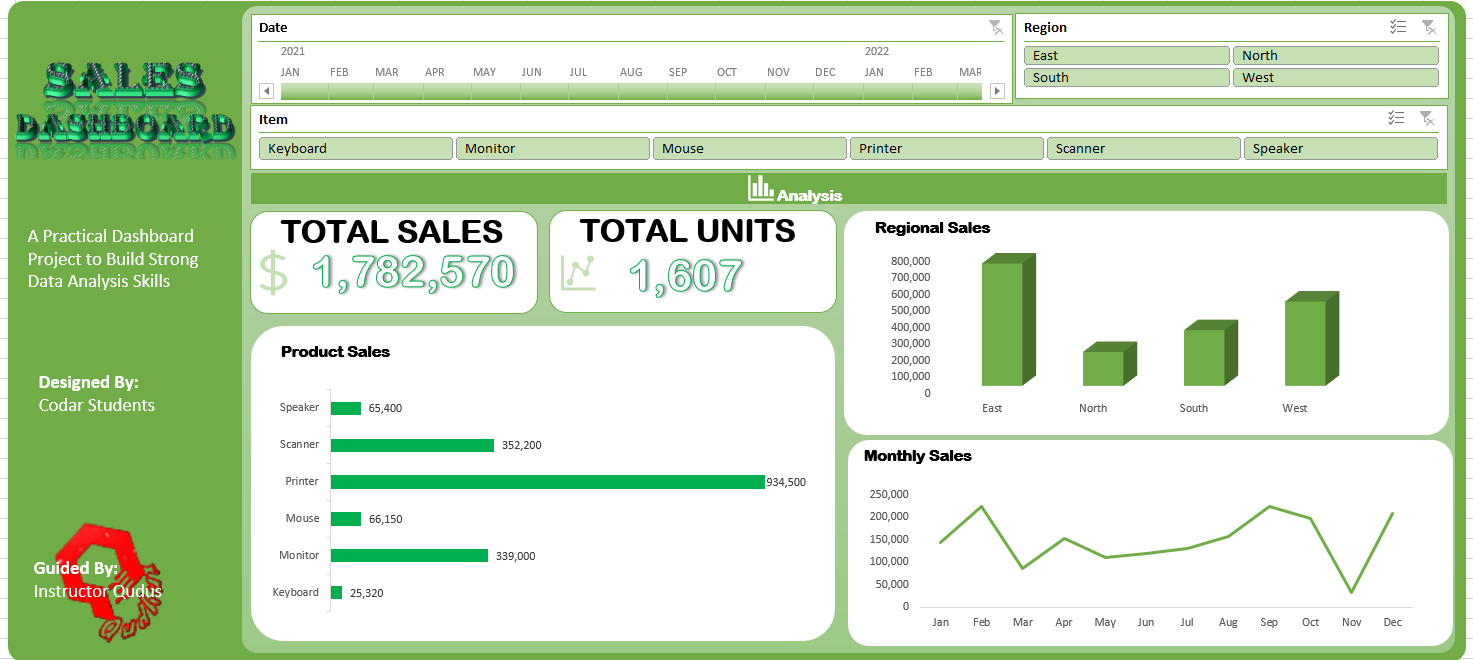 SALES
DASHBOARD
A Practical Dashboard
Project to Build Strong
Data Analysis Skills
Designed By:
Codar Students
Guided By:
Instructor Qudus
Date
2021 2022
JAN FEB MAR APR MAY JUN JUL AUG SEP OCT NOV DEC JAN FEB MAR
Region
East North
South West
Item
Keyboard Monitor Mouse Printer Scanner Speaker
Analysis
TOTAL SALES
$ 1,782,570
TOTAL UNITS
1,607
Product Sales
Speaker 65,400
Scanner 352,200
Printer 934,500
Mouse 66,150
Monitor 339,000
Keyboard 25,320
Regional Sales
800,000
700,000
600,000
500,000
400,000
300,000
200,000
100,000
0
East North South West
Monthly Sales
250,000
200,000
150,000
100,000
50,000
0
Jan Feb Mar Apr May Jun Jul Aug Sep Oct Nov Dec